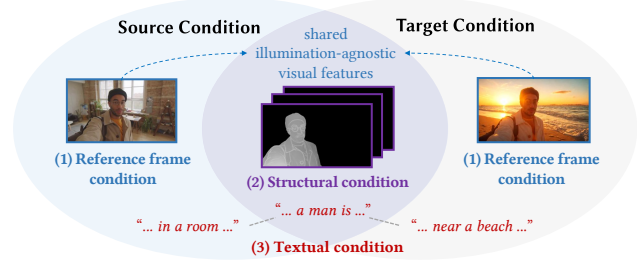 Source Condition
Target Condition
shared
illumination-agnostic
visual features
(1) Reference frame
condition
(2) Structural condition
(1) Reference frame
condition
“... in a room ...”
“... a man is ...”
“... near a beach ...”
(3) Textual condition